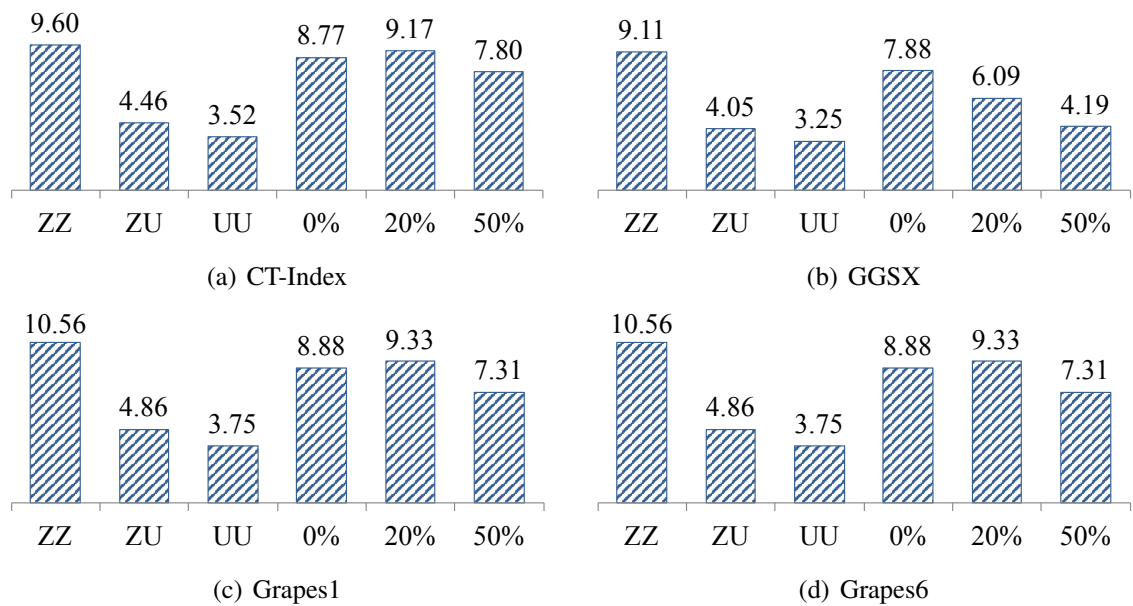 9.60 4.46 3.52 8.77 9.17 7.80
ZZ ZU UU 0% 20% 50%
(a) CT-Index
9.11 4.05 3.25 7.88 6.09 4.19
ZZ ZU UU 0% 20% 50%
(b) GGSX
10.56 4.86 3.75 8.88 9.33 7.31
ZZ ZU UU 0% 20% 50%
(c) Grapes1
10.56 4.86 3.75 8.88 9.33 7.31
ZZ ZU UU 0% 20% 50%
(d) Grapes6